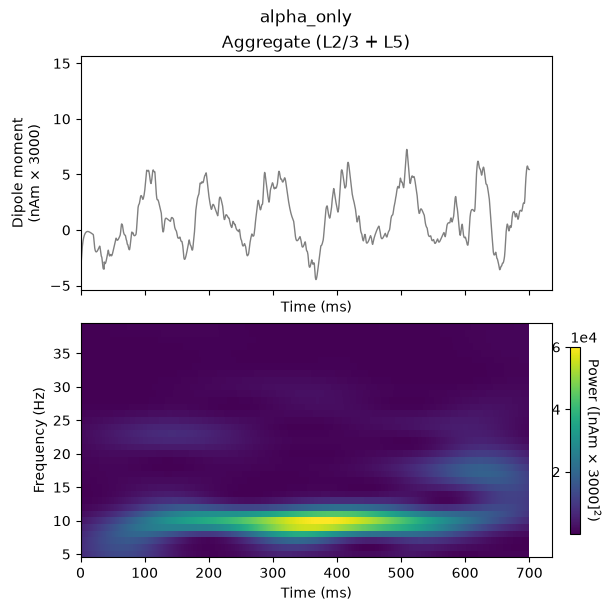 alpha_only
Aggregate (L2/3 + L5)
15
10
5
0
−5
Dipole moment
(nAm × 3000)
Time (ms)
35
30
25
20
15
10
5
Frequency (Hz)
0 100 200 300 400 500 600 700
Time (ms)
1e4
6
4
2
Power ([nAm × 3000]²)